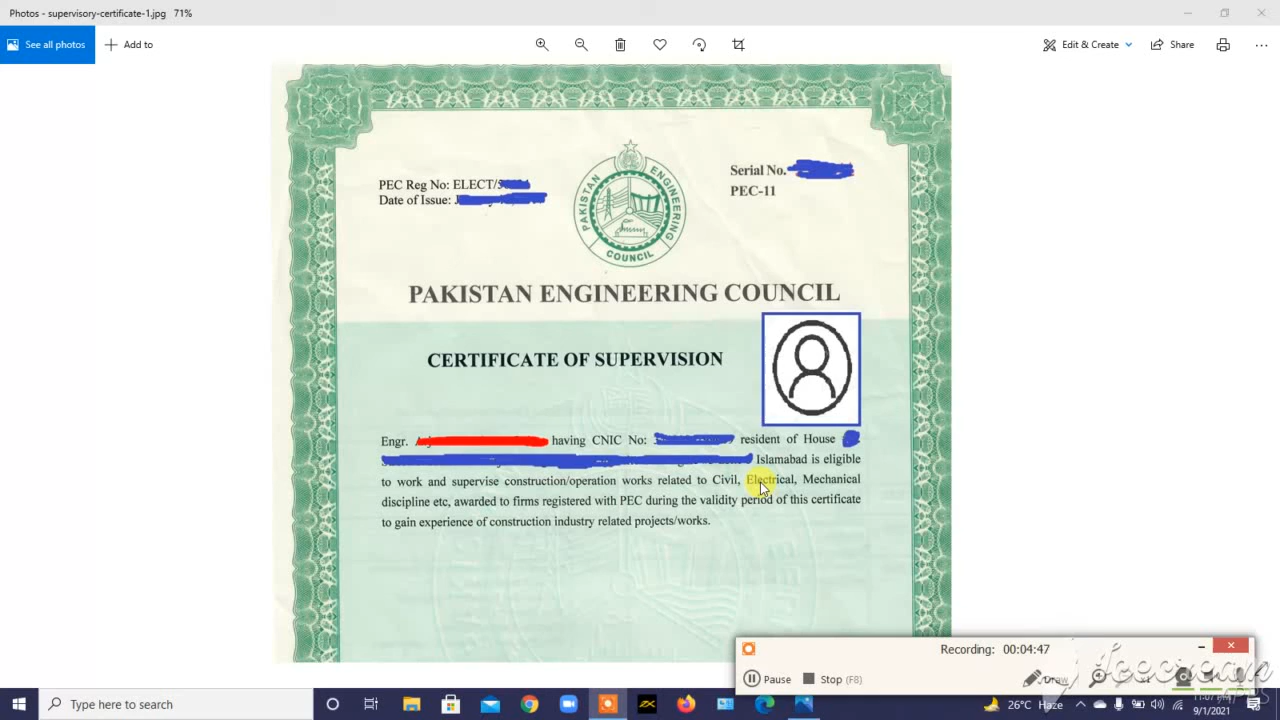 Photos - supervisory-certificate-1.jpg 71%
See all photos
Add to
Edit & Create
Share
PEC Reg No: ELECT/
Date of Issue:
Serial No.
PEC-11
PAKISTAN ENGINEERING COUNCIL
PAKISTAN ENGINEERING COUNCIL
CERTIFICATE OF SUPERVISION
Engr. having CNIC No: resident of House
Islamabad is eligible
to work and supervise construction/operation works related to Civil, Electrical, Mechanical
discipline etc, awarded to firms registered with PEC during the validity period of this certificate
to gain experience of construction industry related projects/works.
Recording: 00:04:47
Pause
Stop (F8)
Draw
Type here to search
26°C Haze
11:07 PM
9/1/2021